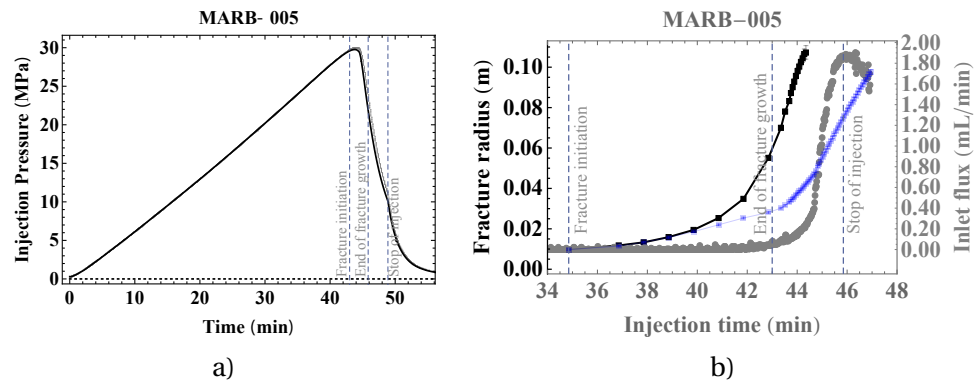 MARB- 005
Injection Pressure (MPa)
35
30
25
20
15
10
5
0
Fracture initiation
End of fracture growth
Stop of injection
0
10
20
30
40
50
Time (min)
a)
MARB–005
Fracture radius (m)
0.10
0.08
0.06
0.04
0.02
0.00
Fracture initiation
End of fracture growth
Stop of injection
2.00
1.80
1.60
1.40
1.20
1.00
0.80
0.60
0.40
0.20
0.00
Inlet flux (mL/min)
34
36
38
40
42
44
46
48
Injection time (min)
b)